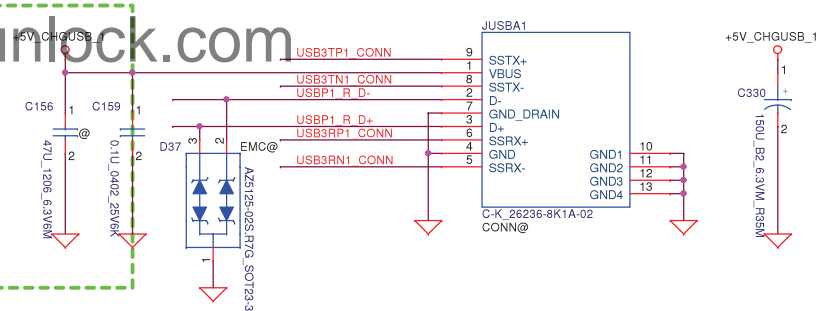 unlock.com
+5V_CHGUSB_1
JUSBA1
+5V_CHGUSB_1
USB3TP1_CONN
9
SSTX+
1
VBUS
USB3TN1_CONN
8
SSTX-
USBP1_R_D-
2
D-
7
GND_DRAIN
USBP1_R_D+
3
D+
USB3RP1_CONN
6
SSRX+
4
GND
USB3RN1_CONN
5
SSRX-
GND1
10
GND2
11
GND3
12
GND4
13
C-K_26236-8K1A-02
CONN@
C156
1
@
2
47U_1206_6.3V6M
C159
1
2
0.1U_0402_25V6K
D37
3
2
EMC@
1
AZ5125-02S.R7G_SOT23-3
C330
1
+
2
150U_B2_6.3VM_R35M